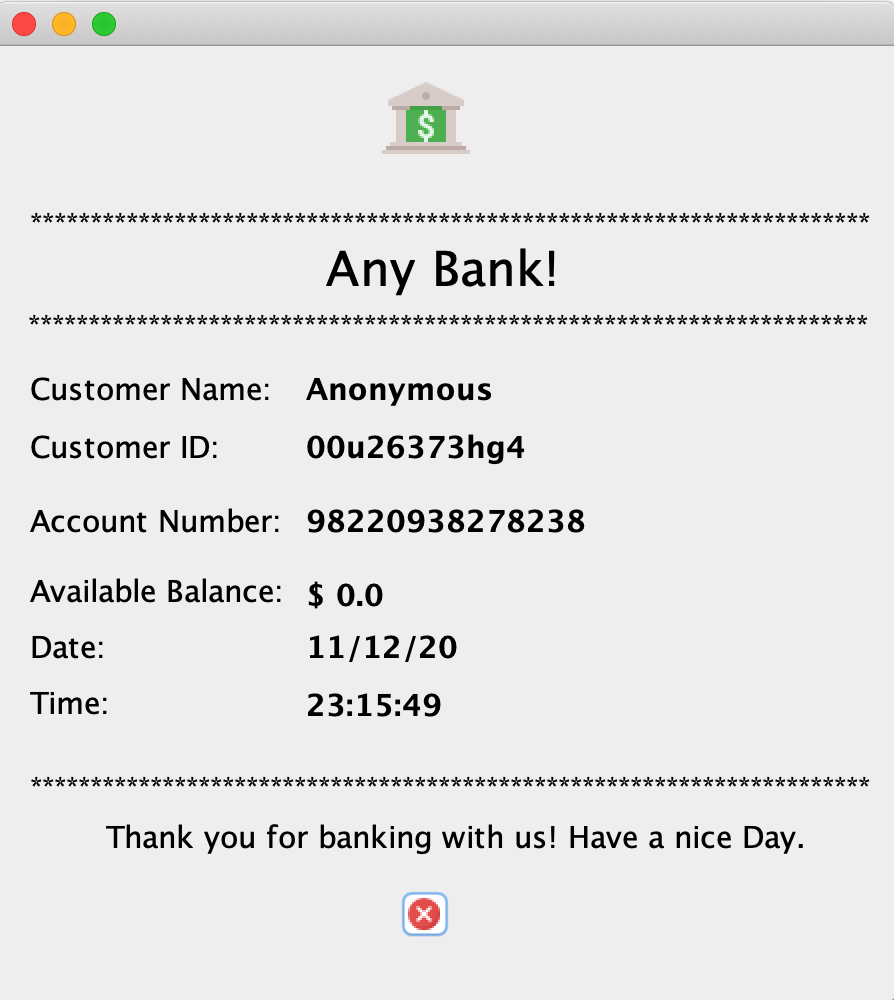 $
**********************************************************************
Any Bank!
**********************************************************************
Customer Name: Anonymous
Customer ID: 00u26373hg4
Account Number: 98220938278238
Available Balance: $ 0.0
Date: 11/12/20
Time: 23:15:49
**********************************************************************
Thank you for banking with us! Have a nice Day.